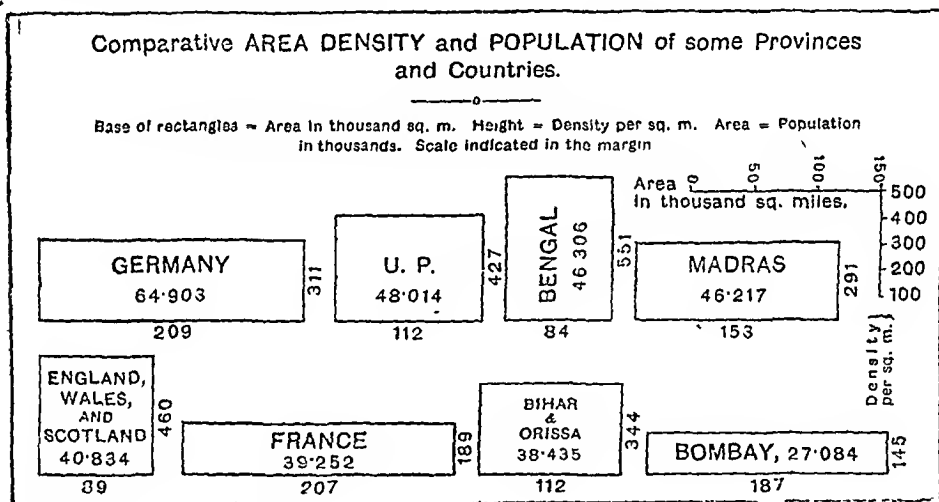 Comparative AREA DENSITY and POPULATION of some Provinces
and Countries.
Base of rectangles = Area in thousand sq. m. Height = Density per sq. m. Area = Population
in thousands. Scale indicated in the margin
Area 0 50 100 150
in thousand sq. miles.
500
400
300
200
100
Density
per sq. m.
GERMANY
64·903
311
209
U. P.
48·014
427
112
BENGAL
46 306
551
84
MADRAS
46·217
291
153
ENGLAND,
WALES,
AND
SCOTLAND
40·834
460
89
FRANCE
39·252
189
207
BIHAR
&
ORISSA
38·435
344
112
BOMBAY, 27·084
145
187